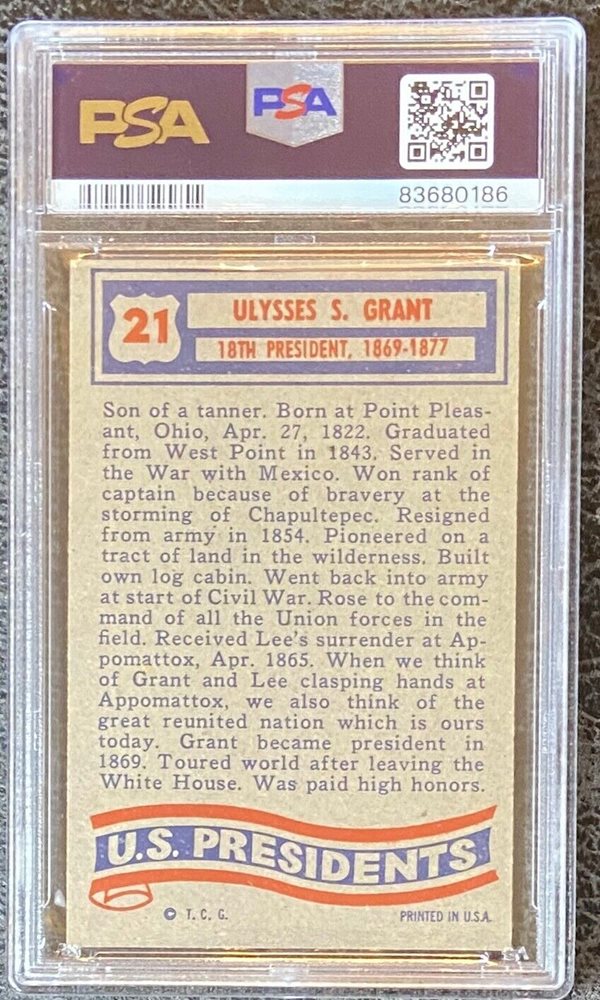 PSA
PSA
83680186
21
ULYSSES S. GRANT
18TH PRESIDENT, 1869-1877
Son of a tanner. Born at Point Pleas-
ant, Ohio, Apr. 27, 1822. Graduated
from West Point in 1843. Served in
the War with Mexico. Won rank of
captain because of bravery at the
storming of Chapultepec. Resigned
from army in 1854. Pioneered on a
tract of land in the wilderness. Built
own log cabin. Went back into army
at start of Civil War. Rose to the com-
mand of all the Union forces in the
field. Received Lee's surrender at Ap-
pomattox, Apr. 1865. When we think
of Grant and Lee clasping hands at
Appomattox, we also think of the
great reunited nation which is ours
today. Grant became president in
1869. Toured world after leaving the
White House. Was paid high honors.
U.S. PRESIDENTS
© T. C. G.
PRINTED IN U.S.A.